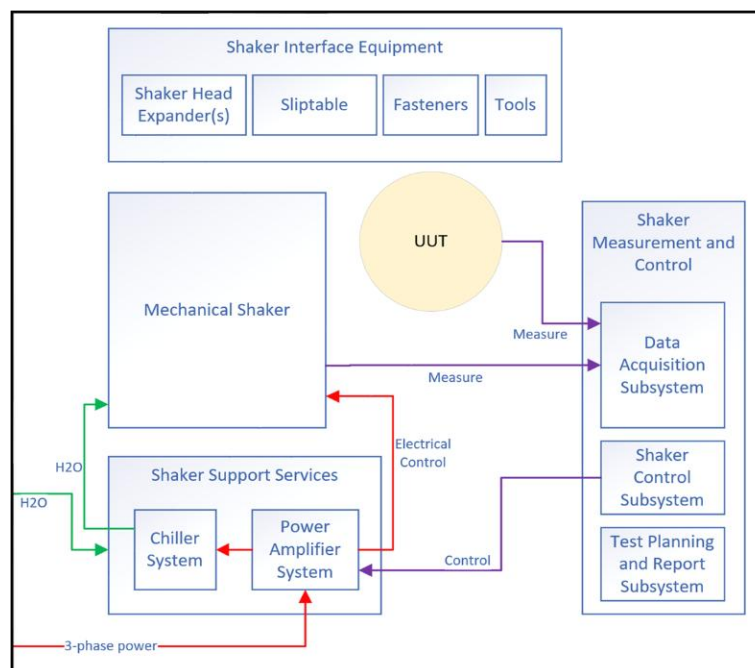 Shaker Interface Equipment
Shaker Head
Expander(s)
Sliptable
Fasteners
Tools
UUT
Shaker
Measurement and
Control
Mechanical Shaker
Data
Acquisition
Subsystem
Measure
Measure
Electrical
Control
H2O
H2O
Shaker Support Services
Chiller
System
Power
Amplifier
System
Control
Shaker
Control
Subsystem
Test Planning
and Report
Subsystem
3-phase power